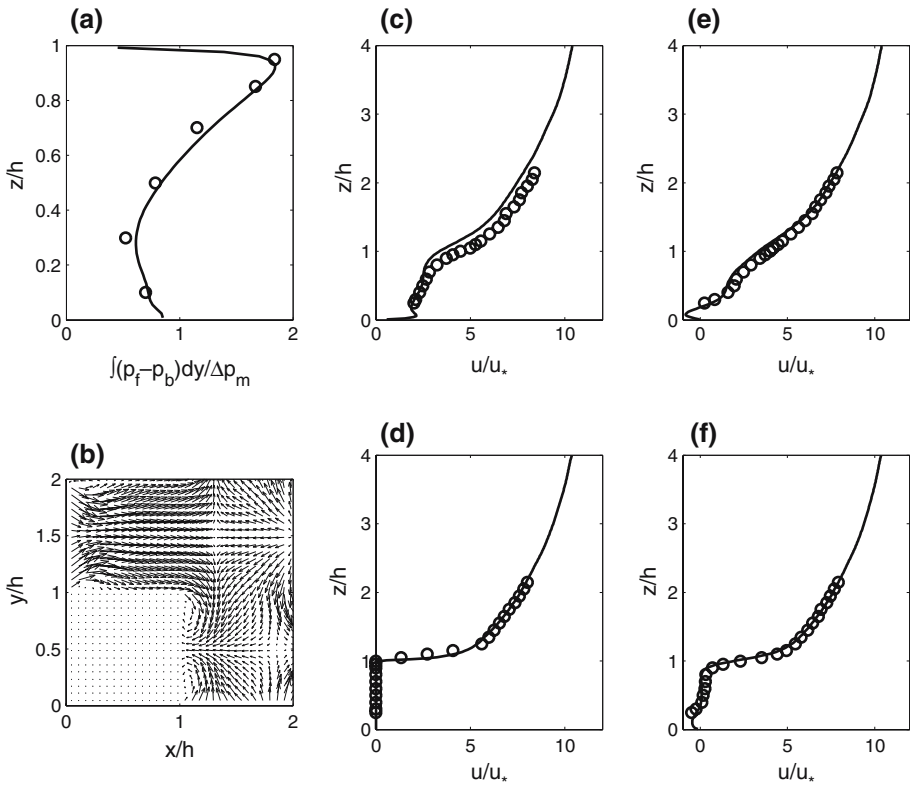 (a)
1
0.8
0.6
0.4
0.2
0
z/h
0 1 2
∫(p_f−p_b)dy/Δp_m
(c)
4
3
2
1
0
z/h
0 5 10
u/u_*
(e)
4
3
2
1
0
z/h
0 5 10
u/u_*
(b)
2
1.5
1
0.5
0
y/h
0 1 2
x/h
(d)
4
3
2
1
0
z/h
0 5 10
u/u_*
(f)
4
3
2
1
0
z/h
0 5 10
u/u_*